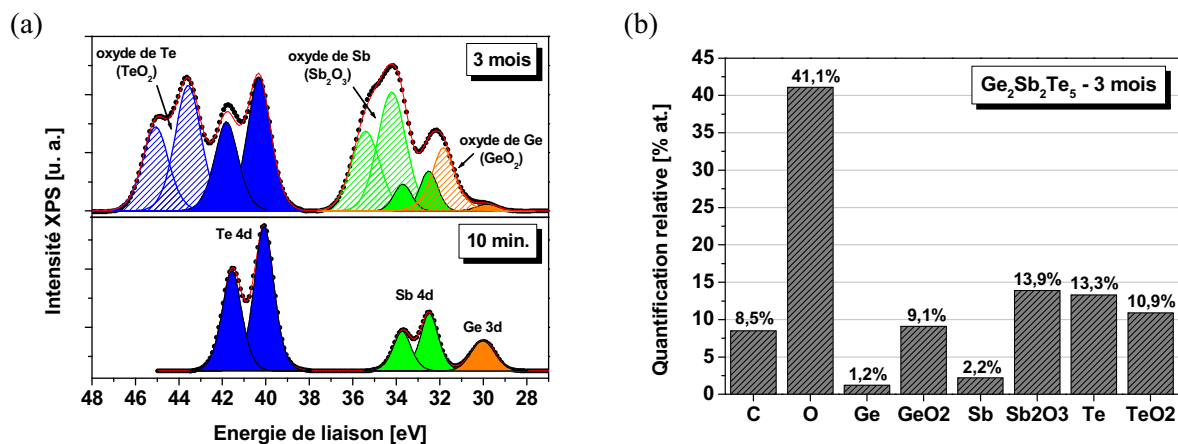 (a)
Intensité XPS [u. a.]
oxyde de Te
(TeO₂)
oxyde de Sb
(Sb₂O₃)
3 mois
oxyde de Ge
(GeO₂)
Te 4d
Sb 4d
Ge 3d
10 min.
48 46 44 42 40 38 36 34 32 30 28
Energie de liaison [eV]
(b)
Quantification relative [% at.]
Ge₂Sb₂Te₅ - 3 mois
45
40
35
30
25
20
15
10
5
0
8,5%
41,1%
1,2%
9,1%
2,2%
13,9%
13,3%
10,9%
C O Ge GeO2 Sb Sb2O3 Te TeO2